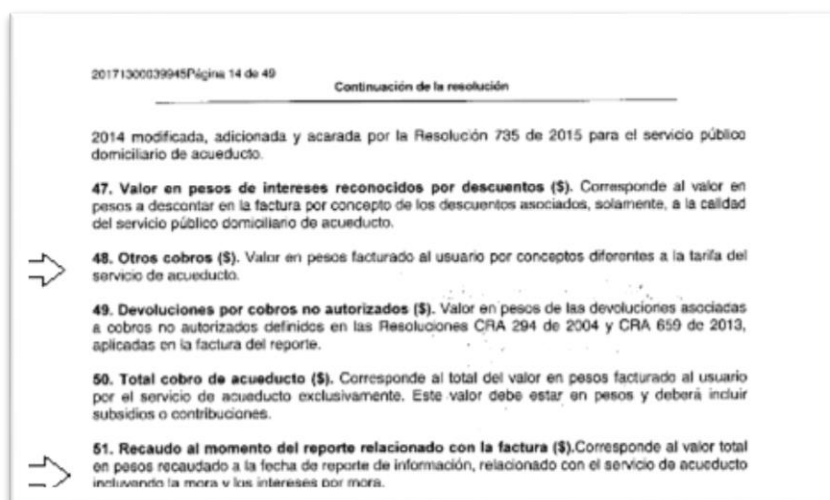 20171300039945Página 14 de 49
Continuación de la resolución
2014 modificada, adicionada y acarada por la Resolución 735 de 2015 para el servicio público
domiciliario de acueducto.
47. Valor en pesos de intereses reconocidos por descuentos ($). Corresponde al valor en
pesos a descontar en la factura por concepto de los descuentos asociados, solamente, a la calidad
del servicio público domiciliario de acueducto.
48. Otros cobros ($). Valor en pesos facturado al usuario por conceptos diferentes a la tarifa del
servicio de acueducto.
49. Devoluciones por cobros no autorizados ($). Valor en pesos de las devoluciones asociadas
a cobros no autorizados definidos en las Resoluciones CRA 294 de 2004 y CRA 659 de 2013,
aplicadas en la factura del reporte.
50. Total cobro de acueducto ($). Corresponde al total del valor en pesos facturado al usuario
por el servicio de acueducto exclusivamente. Este valor debe estar en pesos y deberá incluir
subsidios o contribuciones.
51. Recaudo al momento del reporte relacionado con la factura ($).Corresponde al valor total
en pesos recaudado a la fecha de reporte de información, relacionado con el servicio de acueducto
incluyendo la mora y los intereses por mora.